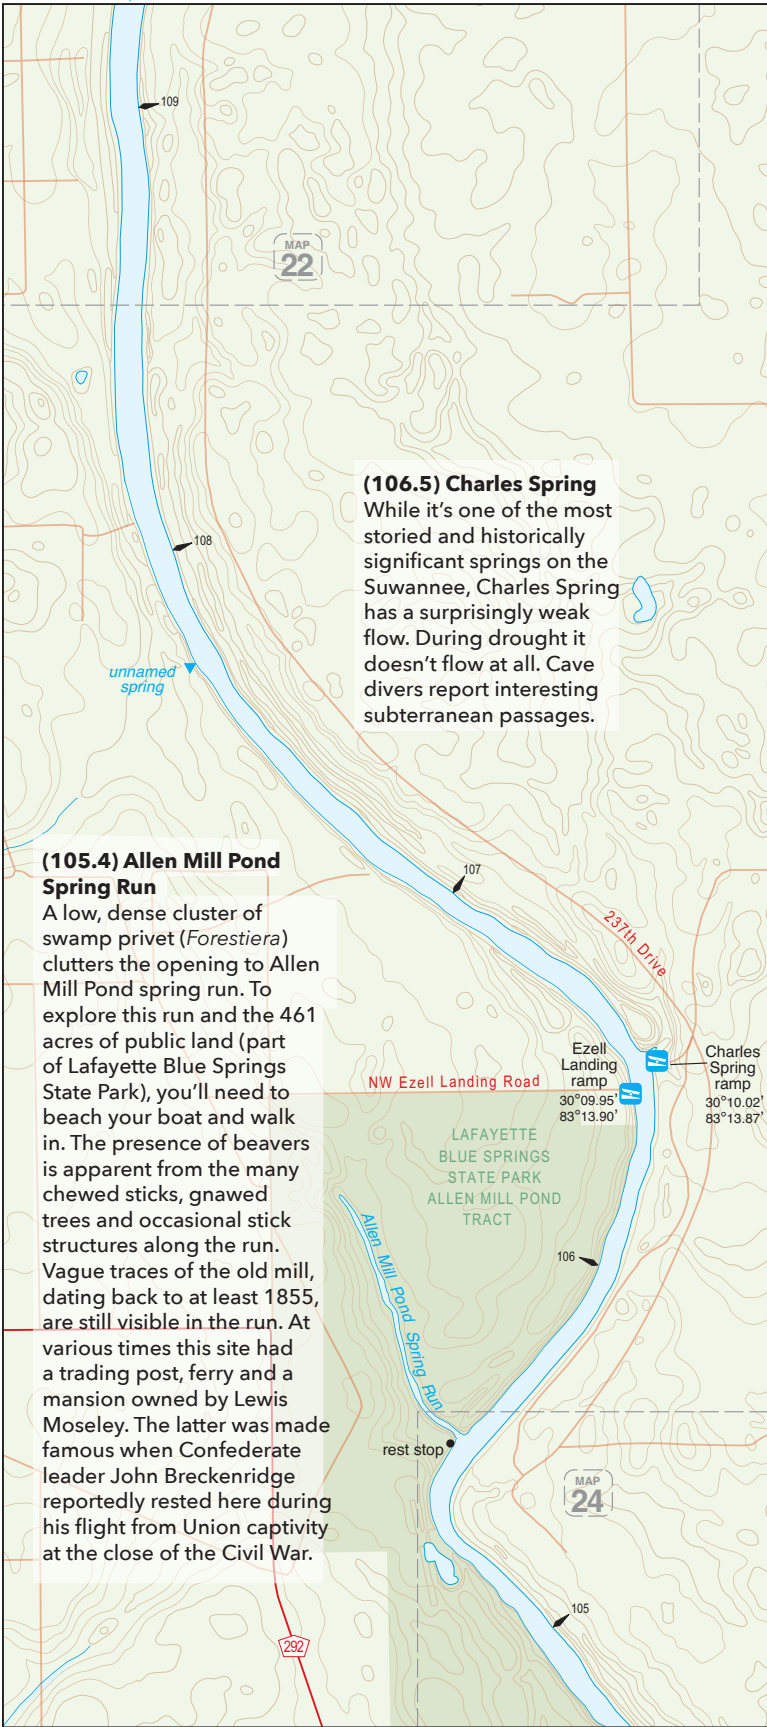 109
MAP
22
(106.5) Charles Spring
While it’s one of the most
storied and historically
significant springs on the
Suwannee, Charles Spring
has a surprisingly weak
flow. During drought it
doesn’t flow at all. Cave
divers report interesting
subterranean passages.
108
unnamed
spring
(105.4) Allen Mill Pond
Spring Run
A low, dense cluster of
swamp privet (Forestiera)
clutters the opening to Allen
Mill Pond spring run. To
explore this run and the 461
acres of public land (part
of Lafayette Blue Springs
State Park), you’ll need to
beach your boat and walk
in. The presence of beavers
is apparent from the many
chewed sticks, gnawed
trees and occasional stick
structures along the run.
Vague traces of the old mill,
dating back to at least 1855,
are still visible in the run. At
various times this site had
a trading post, ferry and a
mansion owned by Lewis
Moseley. The latter was made
famous when Confederate
leader John Breckenridge
reportedly rested here during
his flight from Union captivity
at the close of the Civil War.
107
237th Drive
Ezell
Landing
ramp
30°09.95’
83°13.90’
Charles
Spring
ramp
30°10.02’
83°13.87’
NW Ezell Landing Road
LAFAYETTE
BLUE SPRINGS
STATE PARK
ALLEN MILL POND
TRACT
Allen Mill Pond Spring Run
106
rest stop
MAP
24
105
292